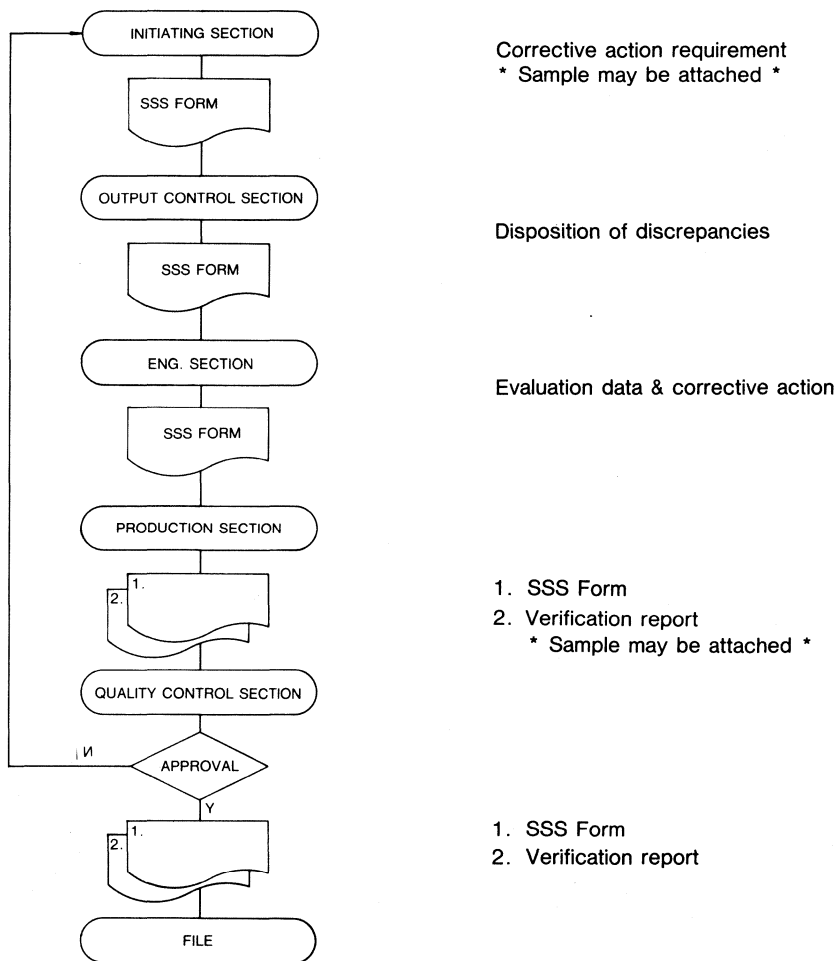 INITIATING SECTION
Corrective action requirement
* Sample may be attached *
SSS FORM
OUTPUT CONTROL SECTION
Disposition of discrepancies
SSS FORM
ENG. SECTION
Evaluation data & corrective action
SSS FORM
PRODUCTION SECTION
1.
2.
1. SSS Form
2. Verification report
* Sample may be attached *
QUALITY CONTROL SECTION
N
APPROVAL
Y
1.
2.
1. SSS Form
2. Verification report
FILE